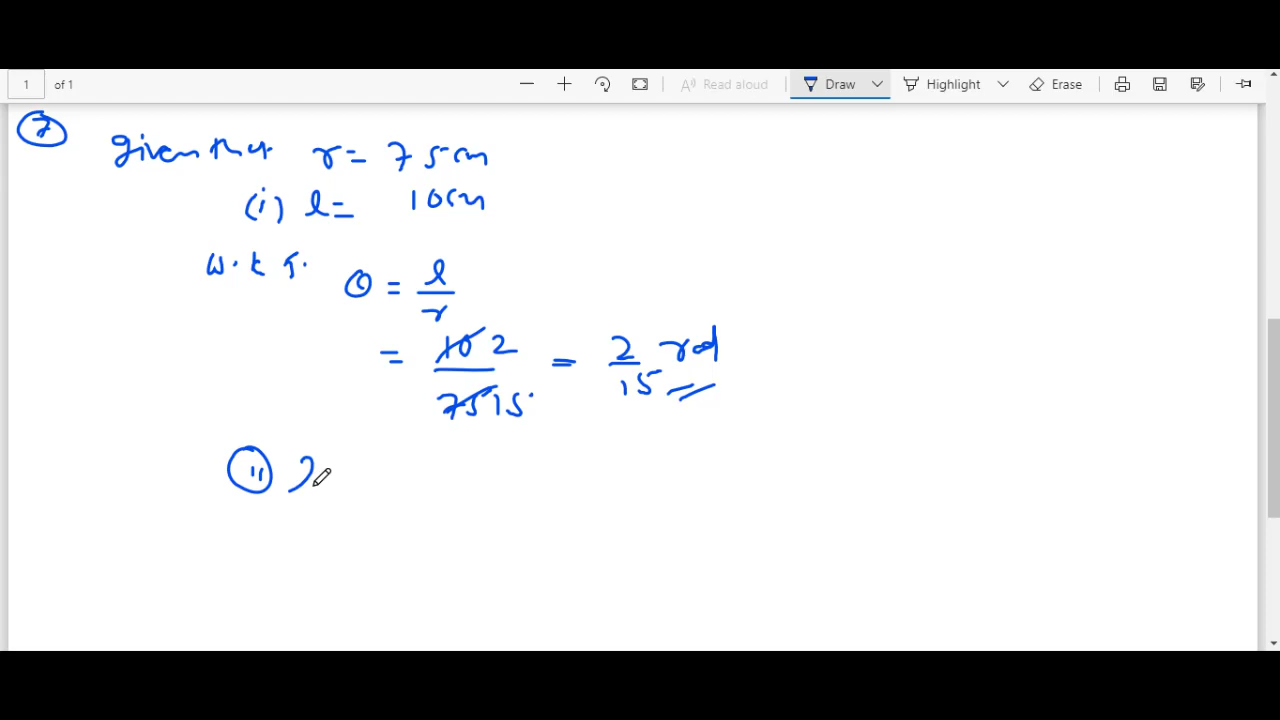 1 of 1 Read aloud Draw Highlight Erase
7 Given that r = 75cm
(i) l = 10cm
W.k.T. θ = l/r
= 10 2 / 75 15 = 2/15 rad
(ii)